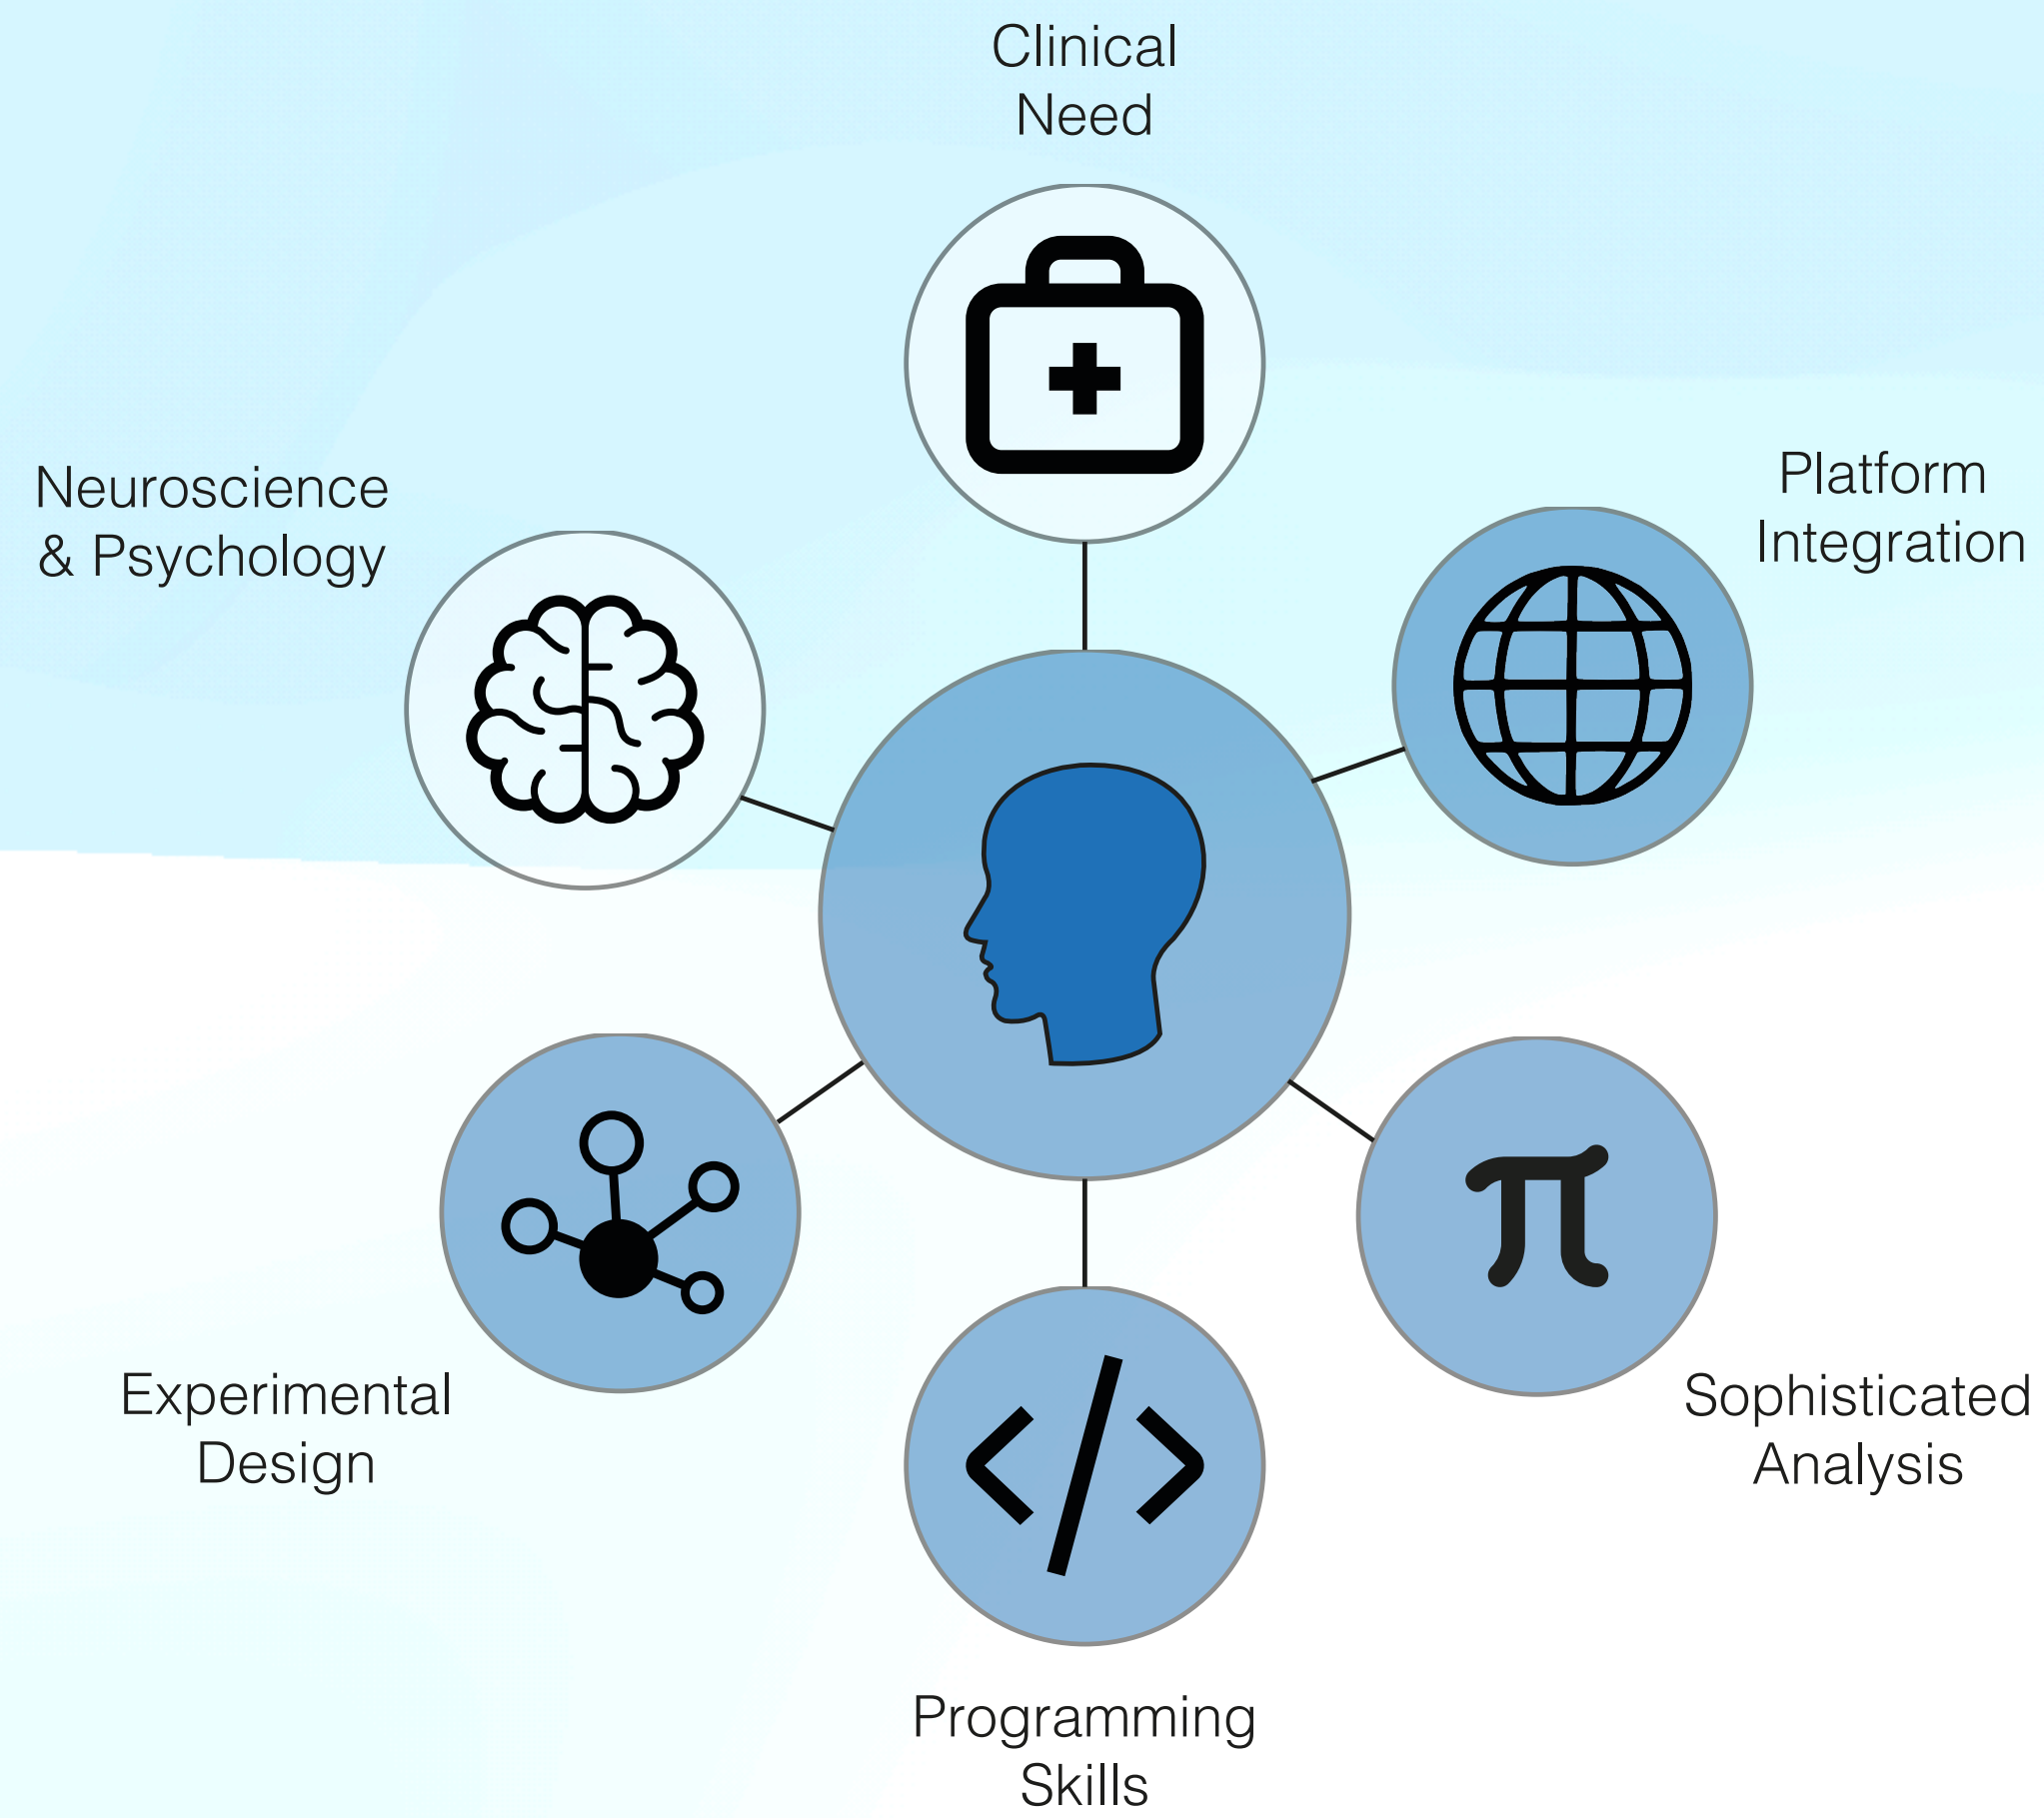 Clinical
Need
Neuroscience
& Psychology
Platform
Integration
π
Experimental
Design
</>
Sophisticated
Analysis
Programming
Skills